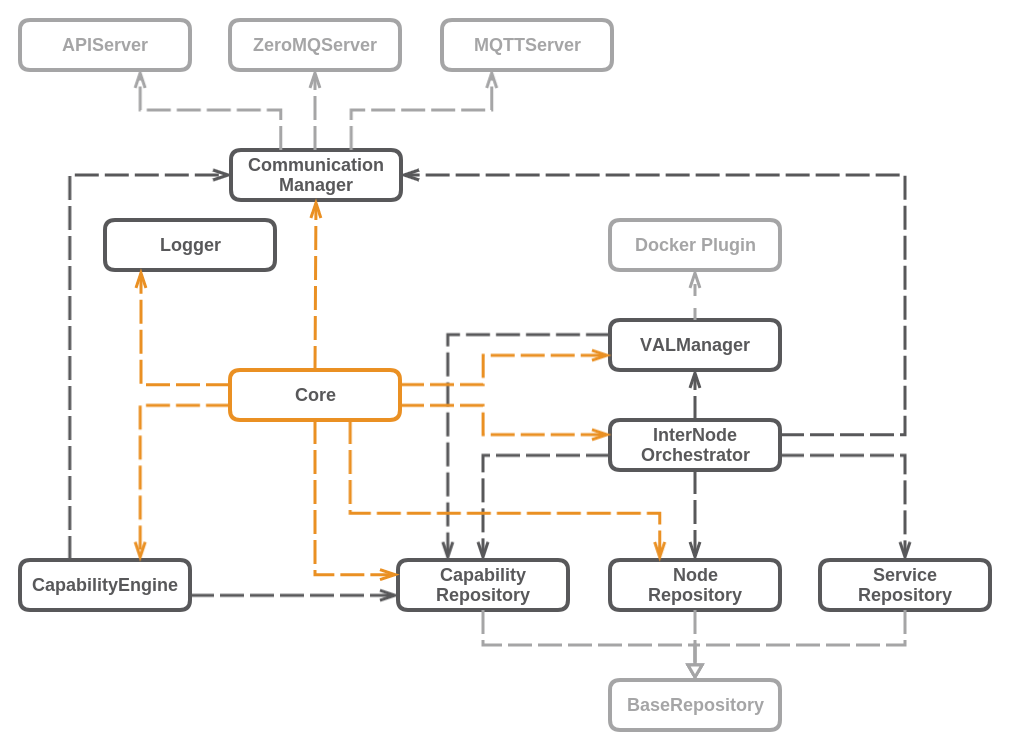 APIServer
ZeroMQServer
MQTTServer
Communication
Manager
Logger
Docker Plugin
VALManager
Core
InterNode
Orchestrator
CapabilityEngine
Capability
Repository
Node
Repository
Service
Repository
BaseRepository